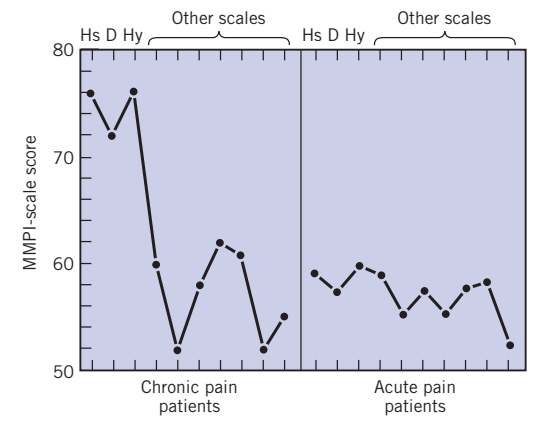 Other scales
Hs D Hy
Other scales
Hs D Hy
80
70
60
50
MMPI-scale score
Chronic pain
patients
Acute pain
patients